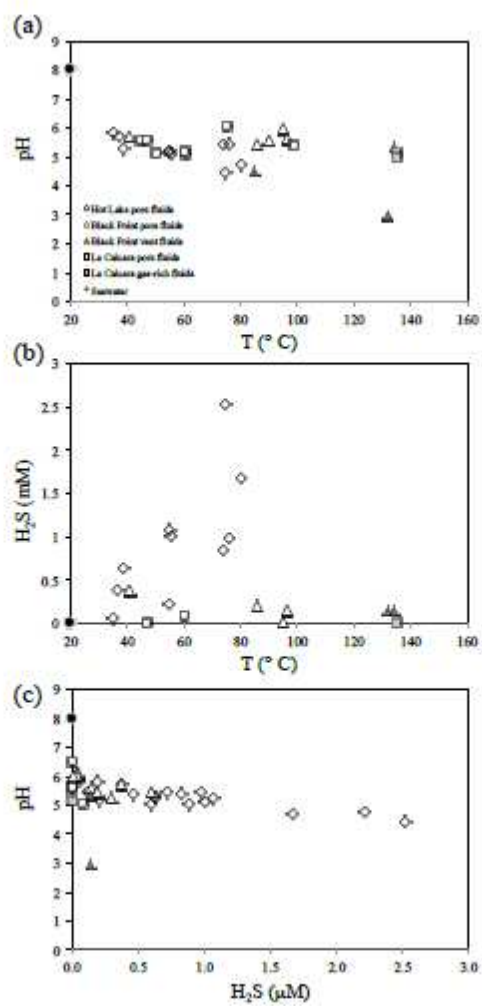 (a)
9
8
7
6
5
4
3
2
1
0
pH
Hot Lake pore fluids
Black Point pore fluids
Black Point vent fluids
La Calcara pore fluids
La Calcara gas-rich fluids
Seawater
20 40 60 80 100 120 140 160
T (° C)
(b)
3
2.5
2
1.5
1
0.5
0
H₂S (mM)
20 40 60 80 100 120 140 160
T (° C)
(c)
9
8
7
6
5
4
3
2
1
0
pH
0.0 0.5 1.0 1.5 2.0 2.5 3.0
H₂S (μM)